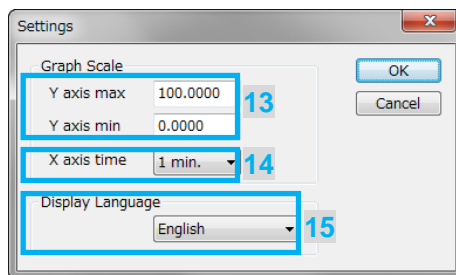 Settings
Graph Scale
Y axis max 100.0000
Y axis min 0.0000
13
X axis time 1 min. 14
Display Language
English 15
OK
Cancel